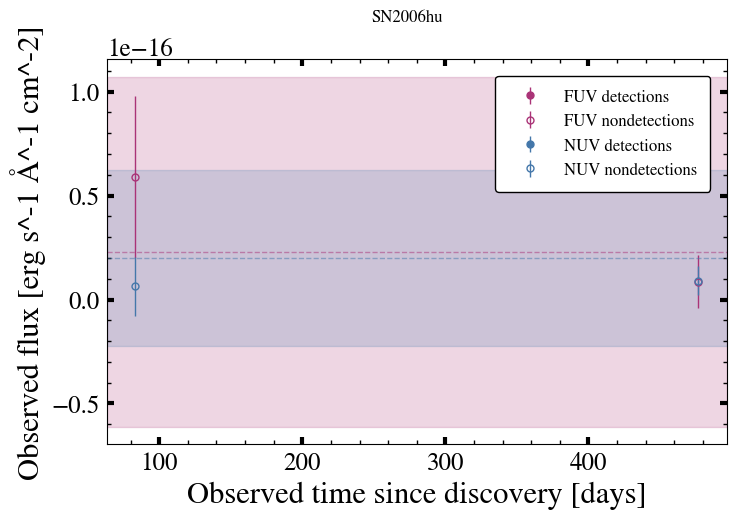 SN2006hu
1e−16
Observed flux [erg s^-1 Å^-1 cm^-2]
1.0
0.5
0.0
−0.5
FUV detections
FUV nondetections
NUV detections
NUV nondetections
100 200 300 400
Observed time since discovery [days]